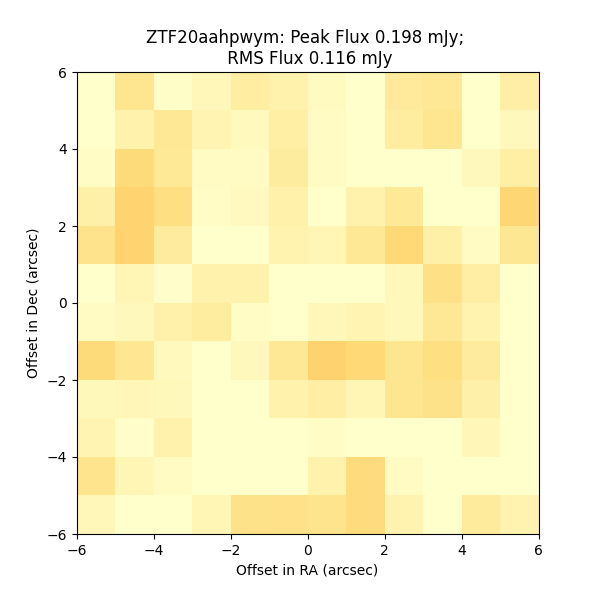 ZTF20aahpwym: Peak Flux 0.198 mJy;
RMS Flux 0.116 mJy
6
4
2
0
−2
−4
−6
Offset in Dec (arcsec)
−6 −4 −2 0 2 4 6
Offset in RA (arcsec)